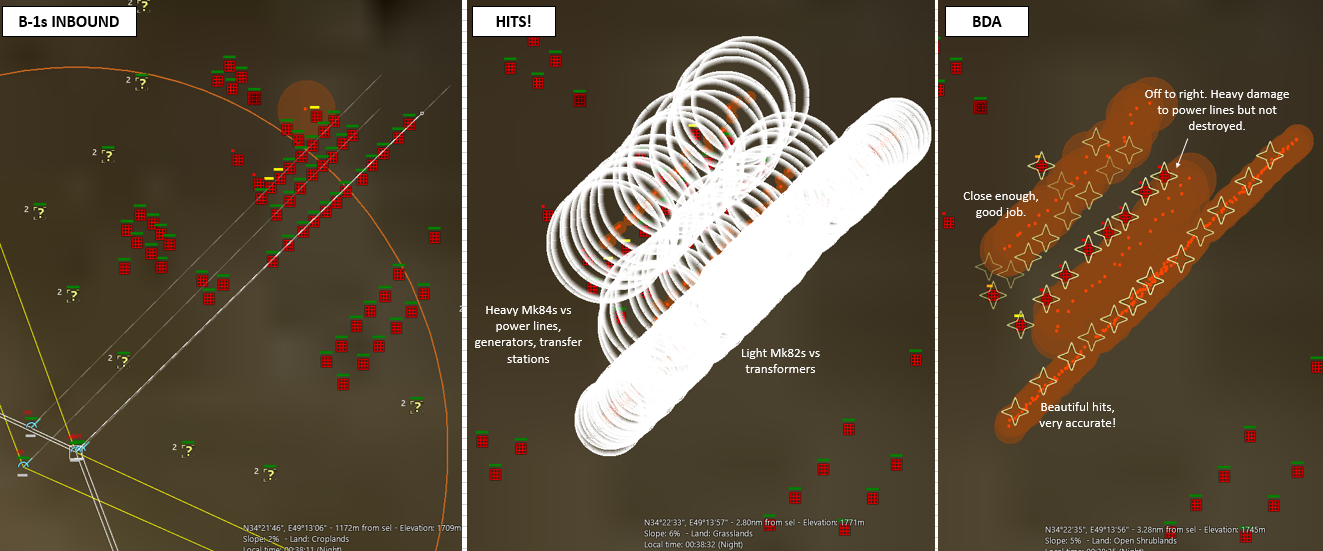 B-1s INBOUND
2
?
2
?
2
?
2
?
2
?
2
?
2
?
2
?
2
?
N34°21'46", E49°13'06" - 1172m from sel - Elevation: 1709m
Slope: 2% - Land: Croplands
Local time: 00:38:11 (Night)
HITS!
Heavy Mk84s vs
power lines,
generators, transfer
stations
Light Mk82s vs
transformers
N34°22'33", E49°13'57" - 2.80nm from sel - Elevation: 1771m
Slope: 6% - Land: Grasslands
Local time: 00:38:32 (Night)
BDA
Off to right. Heavy damage
to power lines but not
destroyed.
Close enough,
good job.
Beautiful hits,
very accurate!
N34°22'35", E49°13'56" - 3.28nm from sel - Elevation: 1745m
Slope: 5% - Land: Open Shrublands